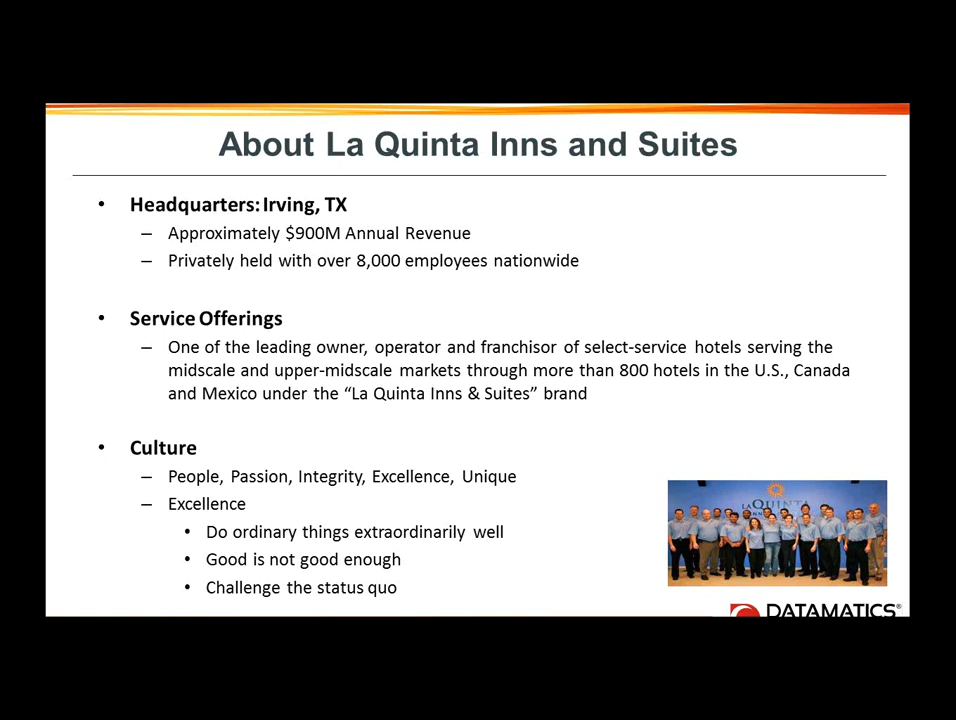 About La Quinta Inns and Suites
• Headquarters: Irving, TX
– Approximately $900M Annual Revenue
– Privately held with over 8,000 employees nationwide
• Service Offerings
– One of the leading owner, operator and franchisor of select-service hotels serving the
midscale and upper-midscale markets through more than 800 hotels in the U.S., Canada
and Mexico under the “La Quinta Inns & Suites” brand
• Culture
– People, Passion, Integrity, Excellence, Unique
– Excellence
• Do ordinary things extraordinarily well
• Good is not good enough
• Challenge the status quo
LAQUINTA
DATAMATICS®